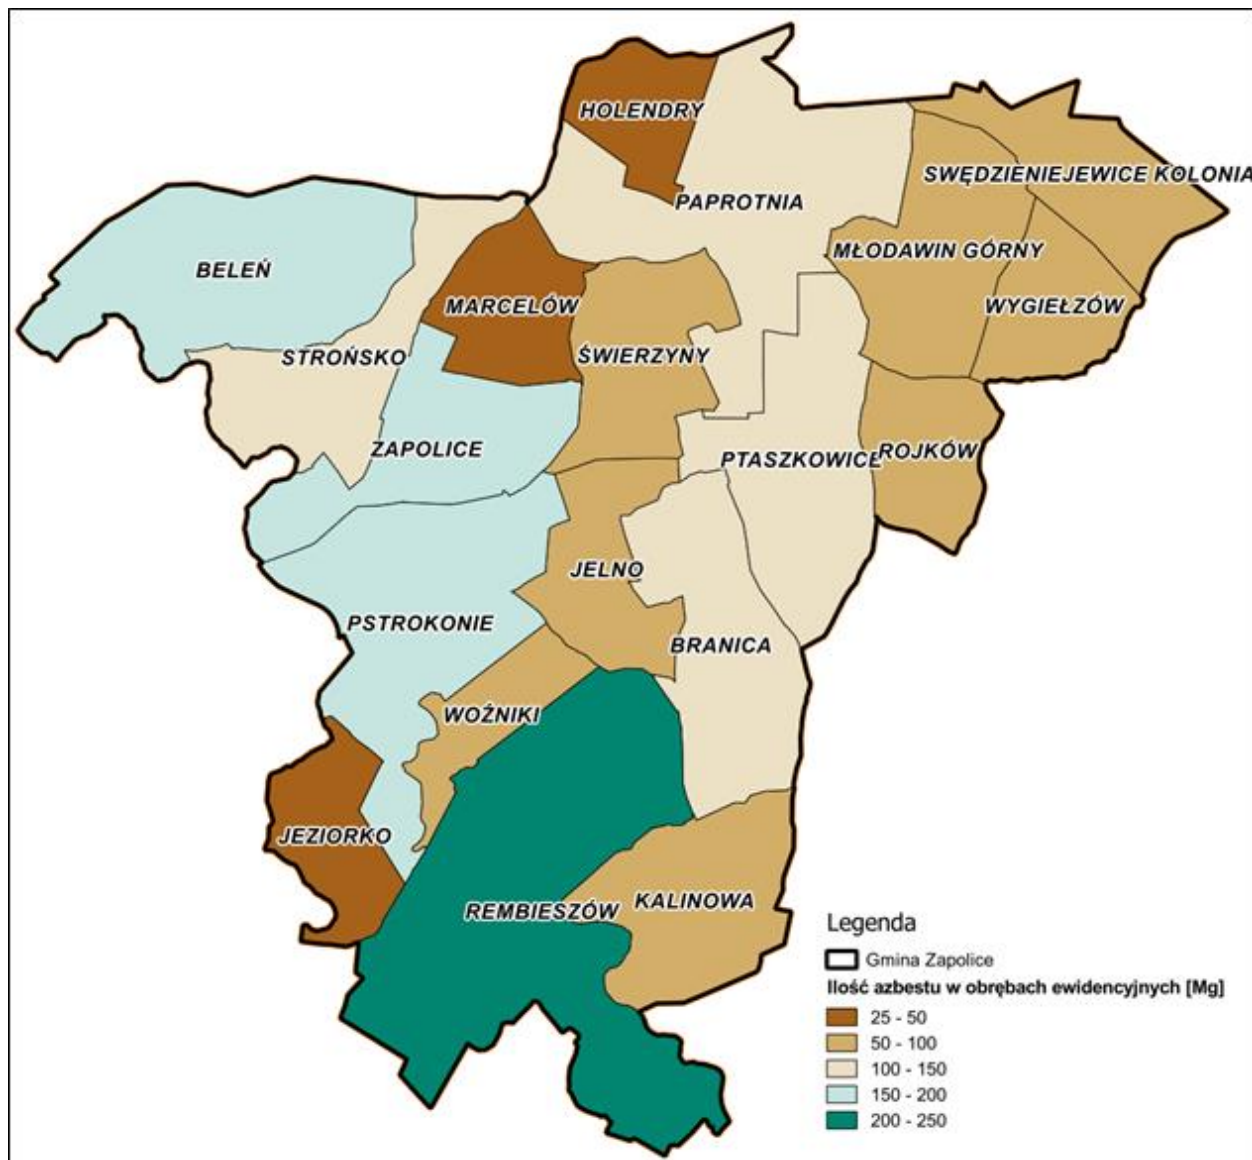 HOLENDRY
SWĘDZIENIEJEWICE KOLONIA
PAPROTNIA
MŁODAWIN GÓRNY
BELEŃ
MARCELÓW
WYGIEŁZÓW
STROŃSKO
ŚWIERZYNY
ZAPOLICE
PTASZKOWICE
ROJKÓW
JELNO
PSTROKONIE
BRANICA
WOŹNIKI
JEZIORKO
REMBIESZÓW
KALINOWA
Legenda
Gmina Zapolice
Ilość azbestu w obrębach ewidencyjnych [Mg]
25 - 50
50 - 100
100 - 150
150 - 200
200 - 250